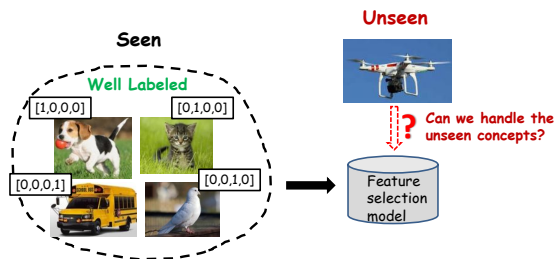 Seen
Well Labeled
[1,0,0,0]
[0,1,0,0]
[0,0,0,1]
[0,0,1,0]
Unseen
?
Can we handle the
unseen concepts?
Feature
selection
model